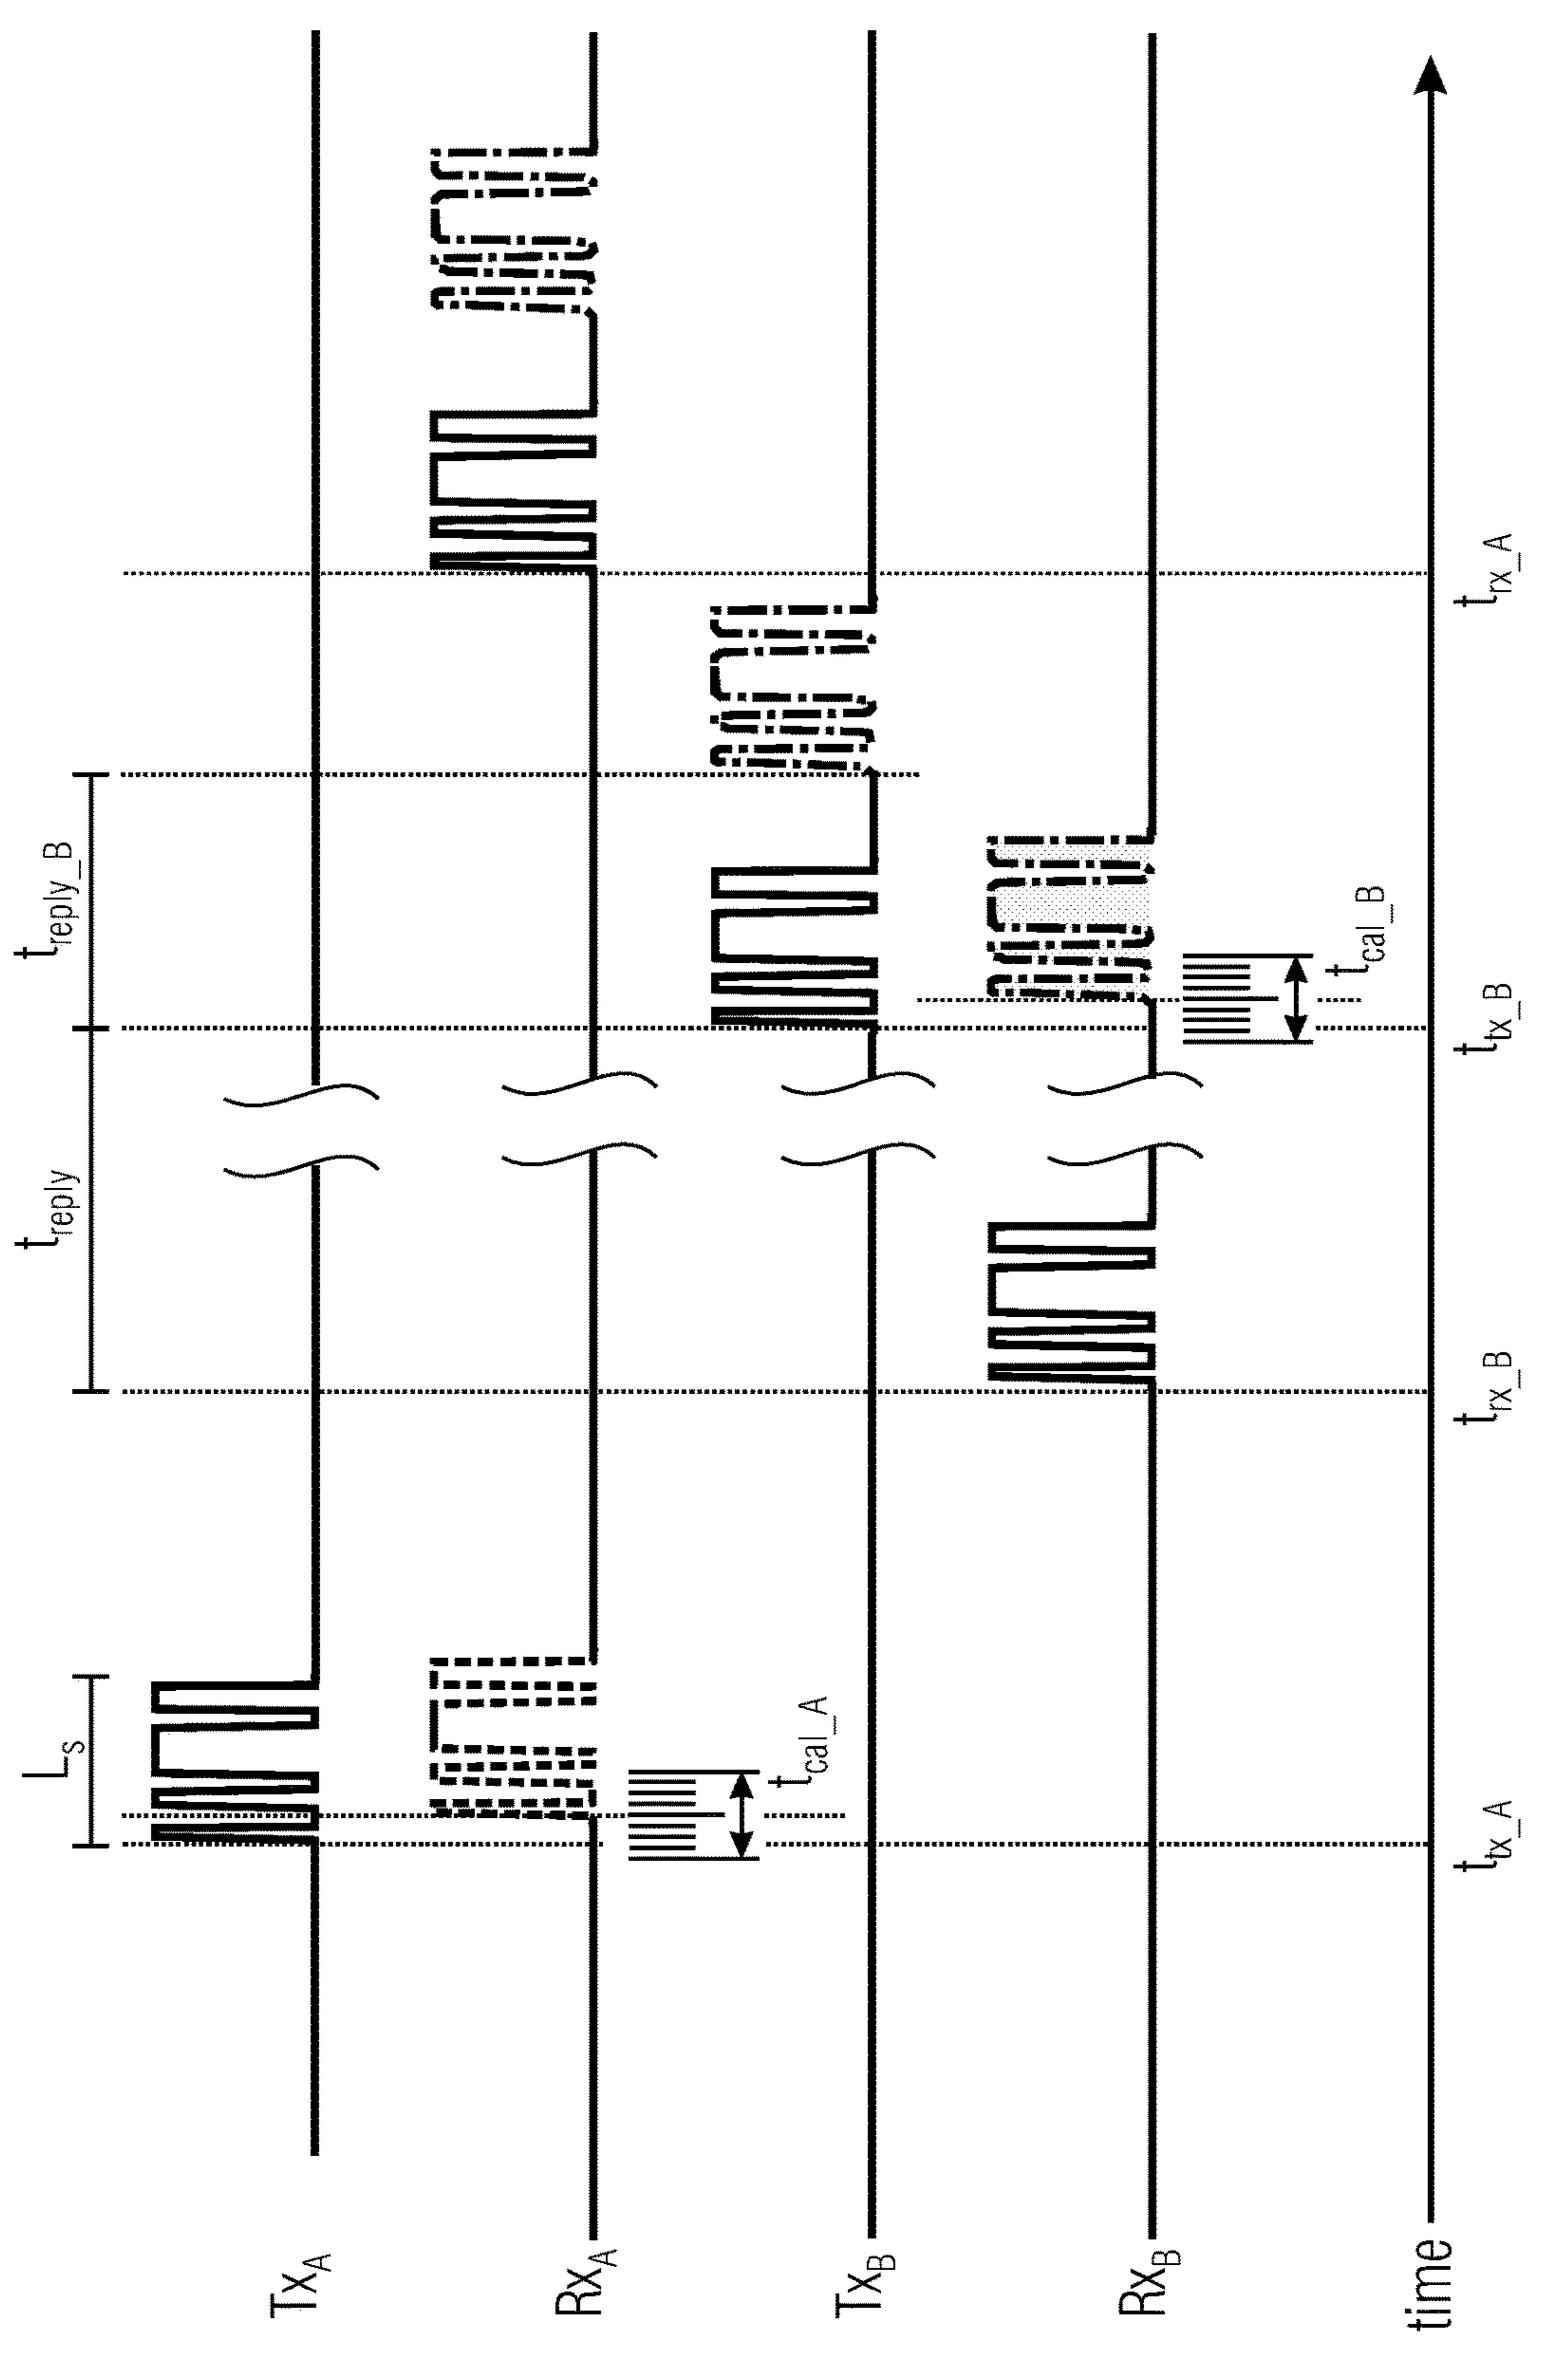 L_s
t_reply
t_reply_B
Tx_A
Rx_A
t_cal_A
Tx_B
Rx_B
t_cal_B
time
t_tx_A
t_rx_B
t_tx_B
t_rx_A